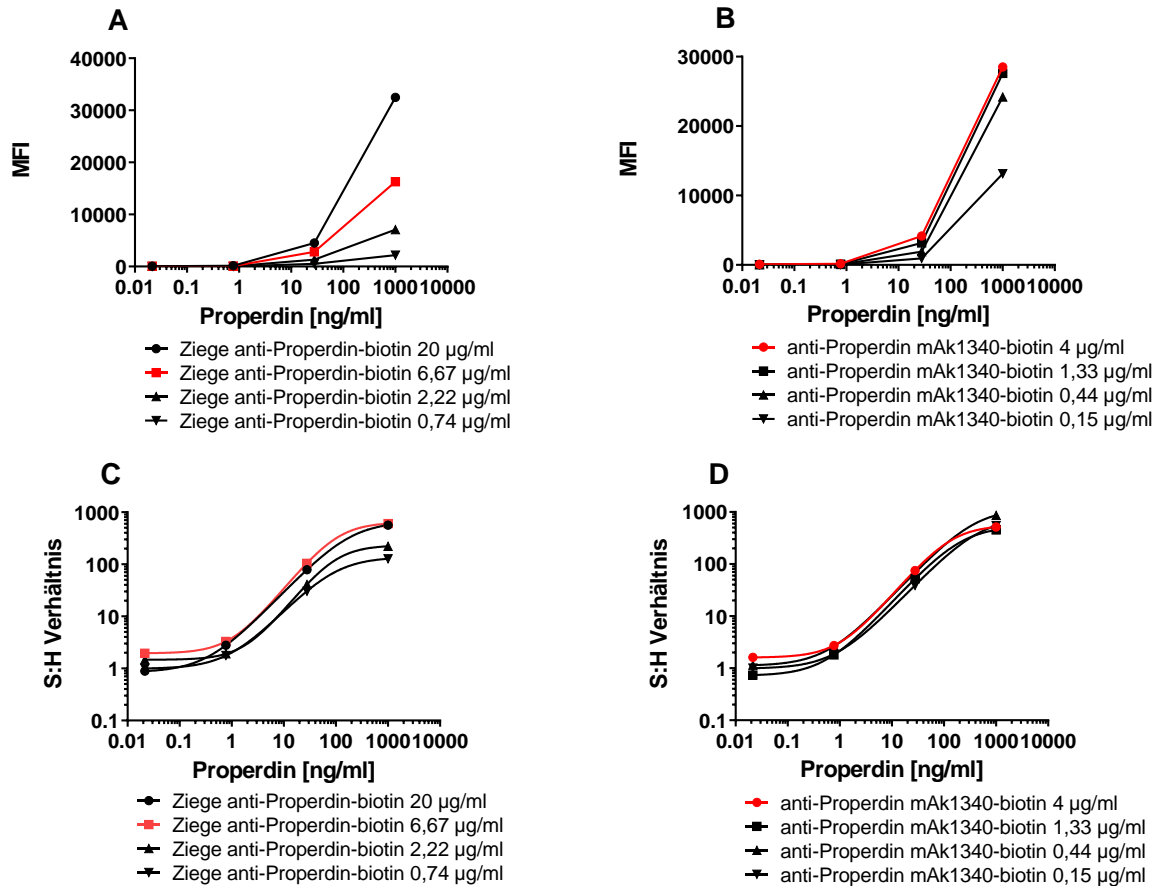 A
40000
30000
20000
10000
0
MFI
0.01 0.1 1 10 100 1000 10000
Properdin [ng/ml]
Ziege anti-Properdin-biotin 20 µg/ml
Ziege anti-Properdin-biotin 6,67 µg/ml
Ziege anti-Properdin-biotin 2,22 µg/ml
Ziege anti-Properdin-biotin 0,74 µg/ml
B
30000
20000
10000
0
MFI
0.01 0.1 1 10 100 1000 10000
Properdin [ng/ml]
anti-Properdin mAk1340-biotin 4 µg/ml
anti-Properdin mAk1340-biotin 1,33 µg/ml
anti-Properdin mAk1340-biotin 0,44 µg/ml
anti-Properdin mAk1340-biotin 0,15 µg/ml
C
1000
100
10
1
0.1
S:H Verhältnis
0.01 0.1 1 10 100 1000 10000
Properdin [ng/ml]
Ziege anti-Properdin-biotin 20 µg/ml
Ziege anti-Properdin-biotin 6,67 µg/ml
Ziege anti-Properdin-biotin 2,22 µg/ml
Ziege anti-Properdin-biotin 0,74 µg/ml
D
1000
100
10
1
0.1
S:H Verhältnis
0.01 0.1 1 10 100 1000 10000
Properdin [ng/ml]
anti-Properdin mAk1340-biotin 4 µg/ml
anti-Properdin mAk1340-biotin 1,33 µg/ml
anti-Properdin mAk1340-biotin 0,44 µg/ml
anti-Properdin mAk1340-biotin 0,15 µg/ml